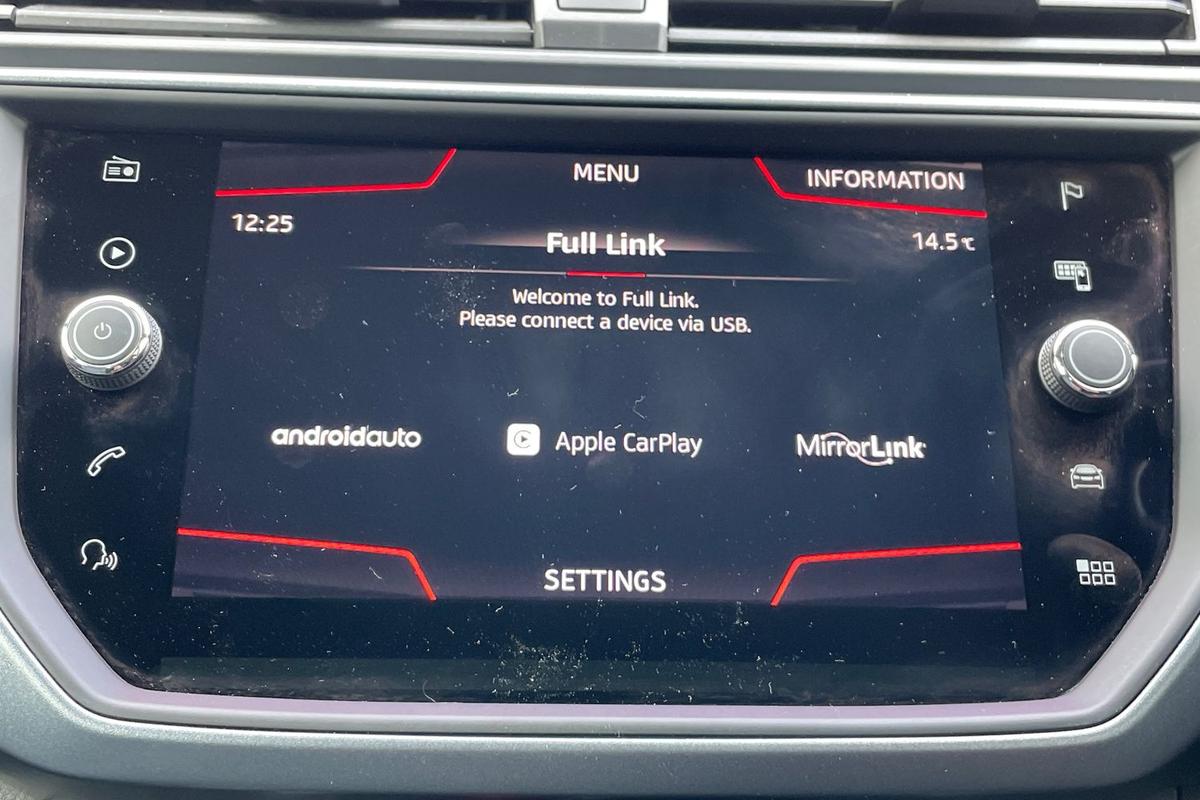 MENU
INFORMATION
12:25
14.5℃
Full Link
Welcome to Full Link.
Please connect a device via USB.
androidauto
Apple CarPlay
MirrorLink
SETTINGS